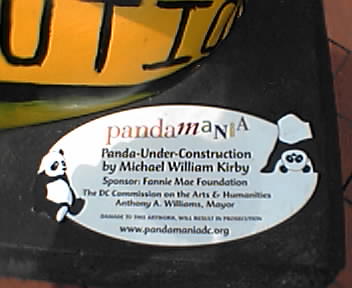 UTIO
pandamaNiA
Panda-Under-Construction
by Michael William Kirby
Sponsor: Fannie Mae Foundation
The DC Commission on the Arts & Humanities
Anthony A. Williams, Mayor
DAMAGE TO THIS ARTWORK, WILL RESULT IN PROSECUTION
www.pandamaniadc.org